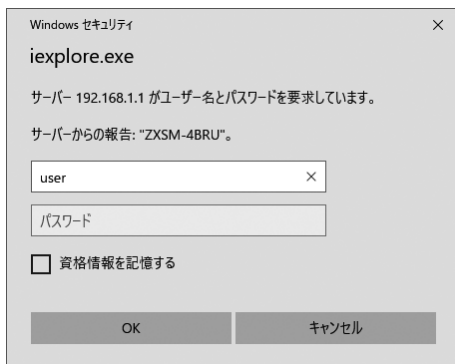 Windows セキュリティ
iexplore.exe
サーバー 192.168.1.1 がユーザー名とパスワードを要求しています。
サーバーからの報告: "ZXSM-4BRU"。
user
パスワード
資格情報を記憶する
OK
キャンセル